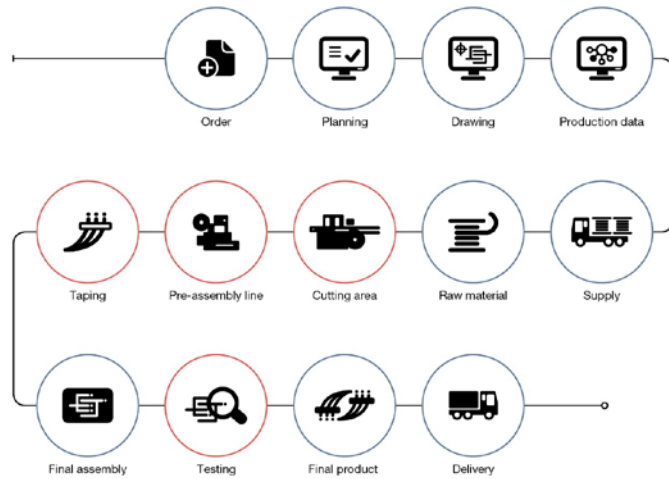 Order
Planning
Drawing
Production data
Taping
Pre-assembly line
Cutting area
Raw material
Supply
Final assembly
Testing
Final product
Delivery